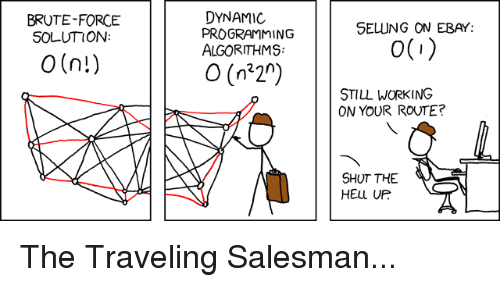 BRUTE-FORCE
SOLUTION:
O(n!)
DYNAMIC
PROGRAMMING
ALGORITHMS:
O(n²2ⁿ)
SELLING ON EBAY:
O(1)
STILL WORKING
ON YOUR ROUTE?
SHUT THE
HELL UP.
The Traveling Salesman...